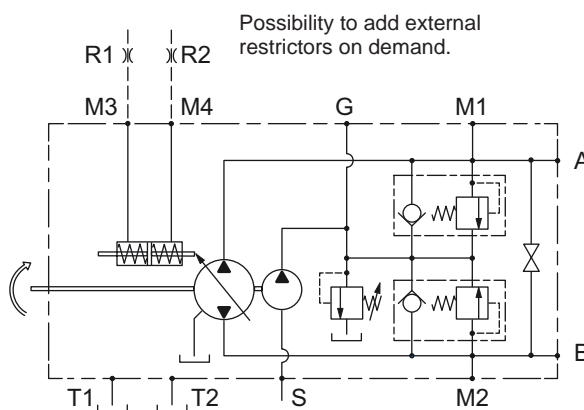 Possibility to add external
restrictors on demand.
R1 R2
M3 M4 G M1
A
B
T1 T2 S M2